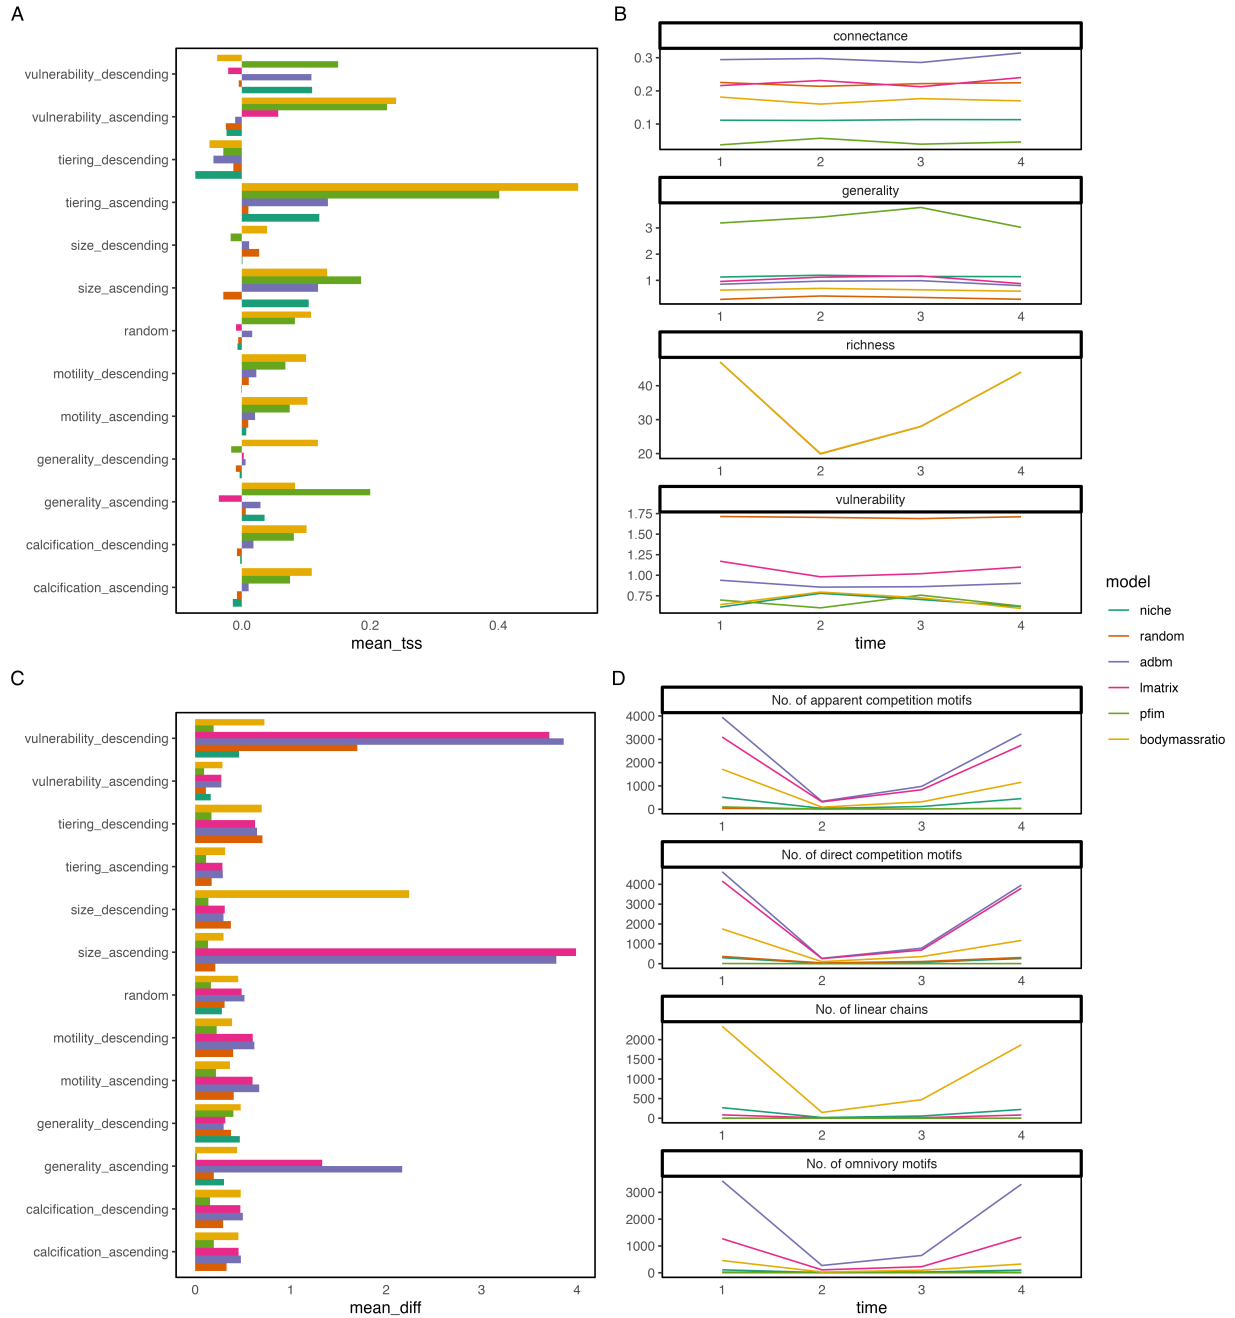 A
vulnerability_descending
vulnerability_ascending
tiering_descending
tiering_ascending
size_descending
size_ascending
random
motility_descending
motility_ascending
generality_descending
generality_ascending
calcification_descending
calcification_ascending
0.0 0.2 0.4
mean_tss
B
connectance
0.3
0.2
0.1
1 2 3 4
generality
3
2
1
1 2 3 4
richness
40
30
20
1 2 3 4
vulnerability
1.75
1.50
1.25
1.00
0.75
1 2 3 4
time
model
niche
random
adbm
lmatrix
pfim
bodymassratio
C
vulnerability_descending
vulnerability_ascending
tiering_descending
tiering_ascending
size_descending
size_ascending
random
motility_descending
motility_ascending
generality_descending
generality_ascending
calcification_descending
calcification_ascending
0 1 2 3 4
mean_diff
D
No. of apparent competition motifs
4000
3000
2000
1000
0
1 2 3 4
No. of direct competition motifs
4000
3000
2000
1000
0
1 2 3 4
No. of linear chains
2000
1500
1000
500
0
1 2 3 4
No. of omnivory motifs
3000
2000
1000
0
1 2 3 4
time